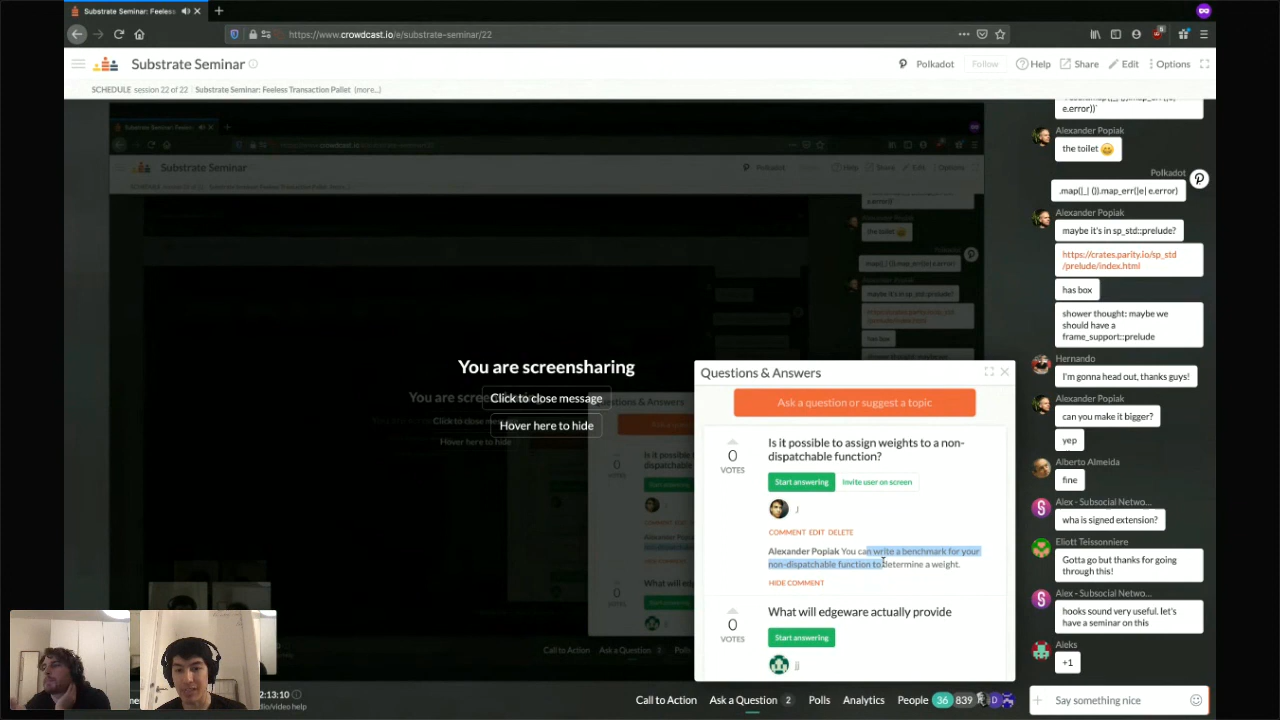 Substrate Seminar: Feeless
https://www.crowdcast.io/e/substrate-seminar/22
Substrate Seminar
Polkadot
Follow
Help
Share
Edit
Options
SCHEDULE session 22 of 22 Substrate Seminar: Feeless Transaction Pallet (more...)
e.error))`
Alexander Popiak
the toilet 😀
Polkadot
.map(|_| ()).map_err(|e| e.error)
Alexander Popiak
maybe it's in sp_std::prelude?
https://crates.parity.io/sp_std
/prelude/index.html
has box
shower thought: maybe we
should have a
frame_support::prelude
Hernando
I'm gonna head out, thanks guys!
Alexander Popiak
can you make it bigger?
yep
Alberto Almeida
fine
Alex - Subsocial Netwo...
wha is signed extension?
Eliott Teissonniere
Gotta go but thanks for going
through this!
Alex - Subsocial Netwo...
hooks sound very useful. let's
have a seminar on this
Aleks
+1
Say something nice
You are screensharing
Click to close message
Hover here to hide
Questions & Answers
Ask a question or suggest a topic
0
VOTES
Is it possible to assign weights to a non-
dispatchable function?
Start answering
Invite user on screen
J
COMMENT EDIT DELETE
Alexander Popiak You can write a benchmark for your
non-dispatchable function to determine a weight.
HIDE COMMENT
0
VOTES
What will edgeware actually provide
Start answering
jj
2:13:10
audio/video help
Call to Action
Ask a Question 2
Polls
Analytics
People 36 839
D